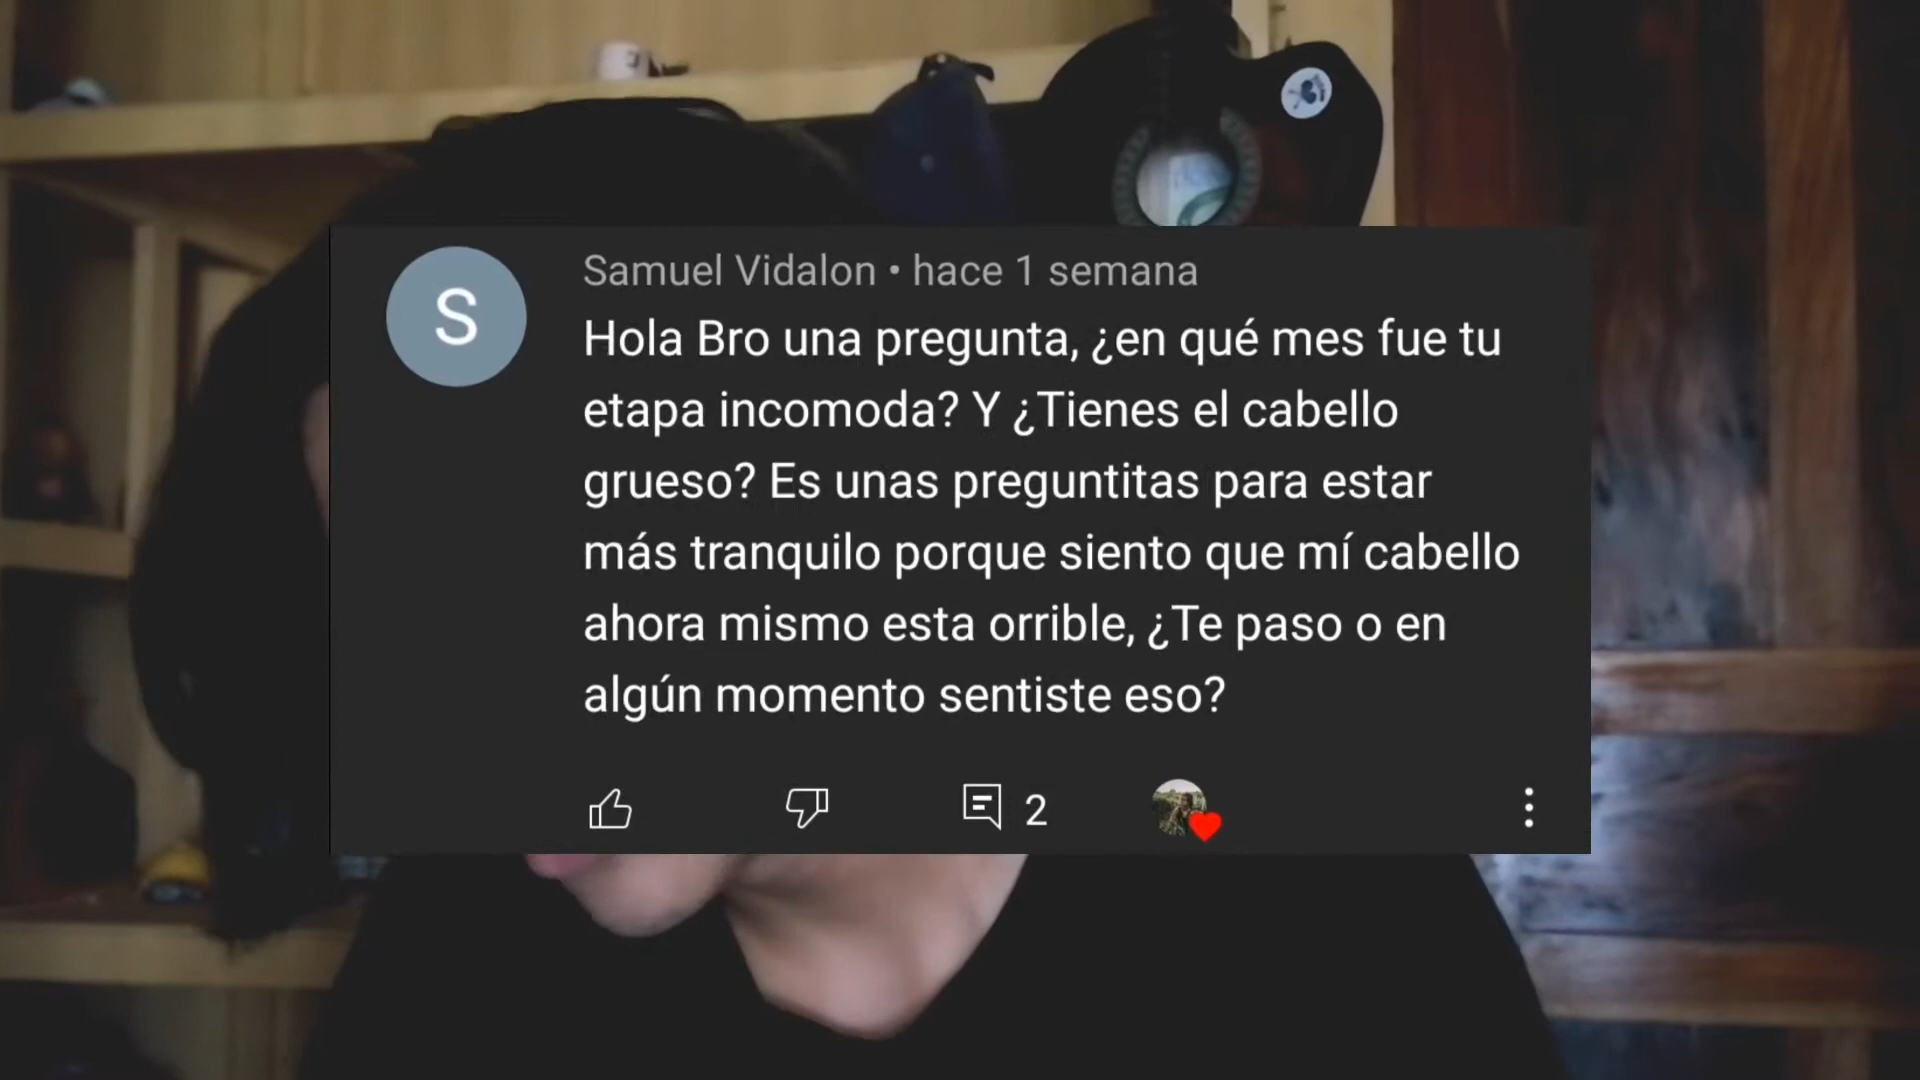 S
Samuel Vidalon • hace 1 semana
Hola Bro una pregunta, ¿en qué mes fue tu
etapa incomoda? Y ¿Tienes el cabello
grueso? Es unas preguntitas para estar
más tranquilo porque siento que mí cabello
ahora mismo esta orrible, ¿Te paso o en
algún momento sentiste eso?
2